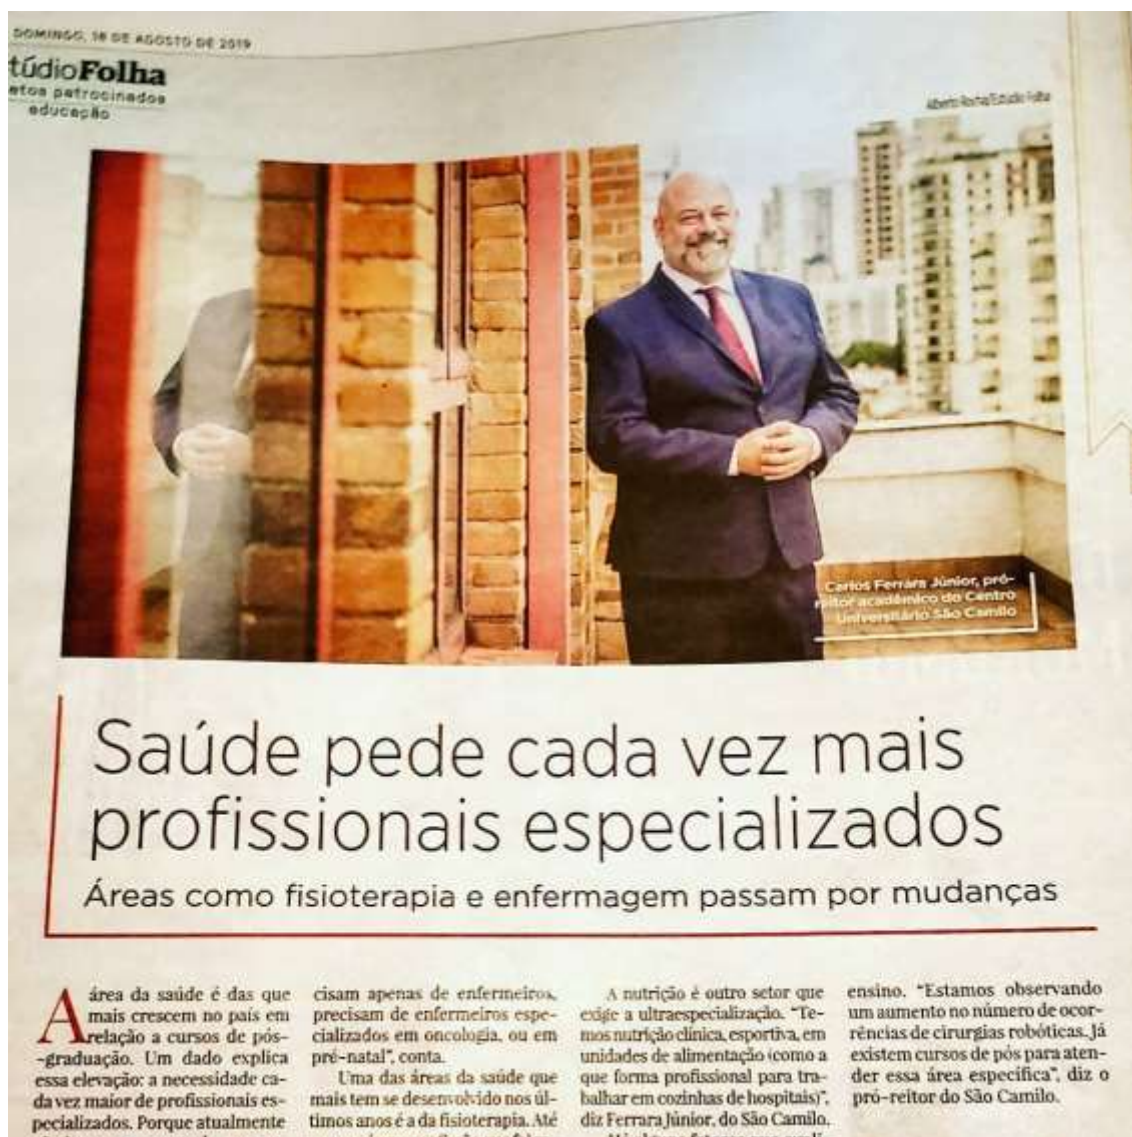 DOMINGO, 18 DE AGOSTO DE 2019
túdioFolha
etos patrocinados
educação
Alberto Rocha/Estúdio Folha
Carlos Ferrara Júnior, pró-
reitor acadêmico do Centro
Universitário São Camilo
Saúde pede cada vez mais
profissionais especializados
Áreas como fisioterapia e enfermagem passam por mudanças
A área da saúde é das que
mais crescem no país em
relação a cursos de pós-
-graduação. Um dado explica
essa elevação: a necessidade ca-
da vez maior de profissionais es-
pecializados. Porque atualmente
cisam apenas de enfermeiros,
precisam de enfermeiros espe-
cializados em oncologia, ou em
pré-natal”, conta.
Uma das áreas da saúde que
mais tem se desenvolvido nos úl-
timos anos é a da fisioterapia. Até
A nutrição é outro setor que
exige a ultraespecialização. “Te-
mos nutrição clínica, esportiva, em
unidades de alimentação (como a
que forma profissional para tra-
balhar em cozinhas de hospitais)”,
diz Ferrara Júnior, do São Camilo.
ensino. “Estamos observando
um aumento no número de ocor-
rências de cirurgias robóticas. Já
existem cursos de pós para aten-
der essa área específica”, diz o
pró-reitor do São Camilo.